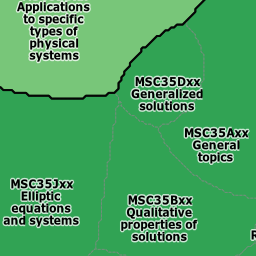 Applications
to specific
types of
physical
systems
MSC35Dxx
Generalized
solutions
MSC35Axx
General
topics
MSC35Jxx
Elliptic
equations
and systems
MSC35Bxx
Qualitative
properties of
solutions